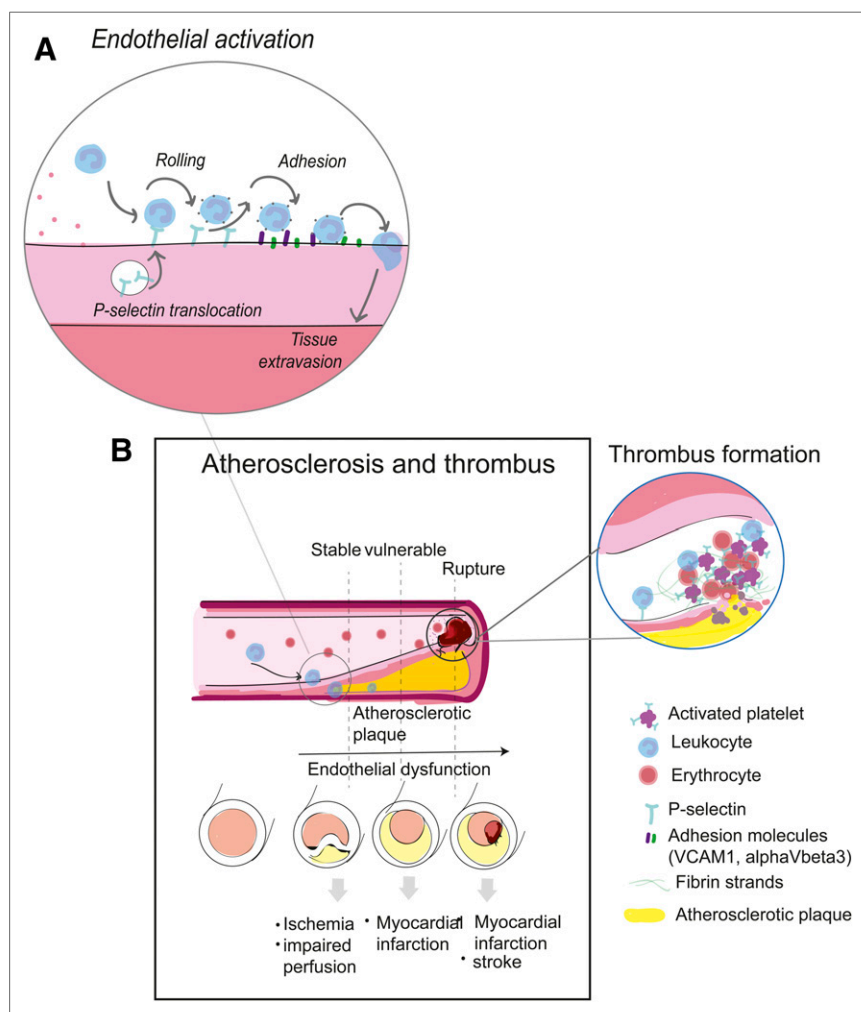 A
Endothelial activation
Rolling
Adhesion
P-selectin translocation
Tissue
extravasion
B
Atherosclerosis and thrombus
Thrombus formation
Stable vulnerable
Rupture
Atherosclerotic
plaque
Endothelial dysfunction
• Ischemia
• impaired
perfusion
• Myocardial
infarction
• Myocardial
infarction
• stroke
Activated platelet
Leukocyte
Erythrocyte
P-selectin
Adhesion molecules
(VCAM1, alphaVbeta3)
Fibrin strands
Atherosclerotic plaque